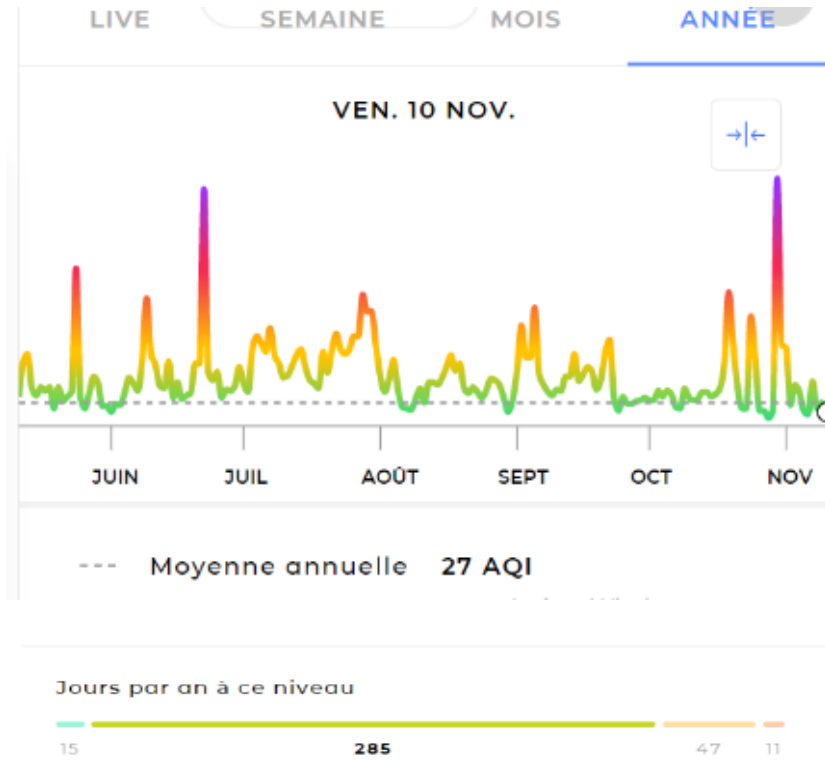 LIVE SEMAINE MOIS ANNÉE
VEN. 10 NOV.
JUIN JUIL AOÛT SEPT OCT NOV
--- Moyenne annuelle 27 AQI
Jours par an à ce niveau
15 285 47 11